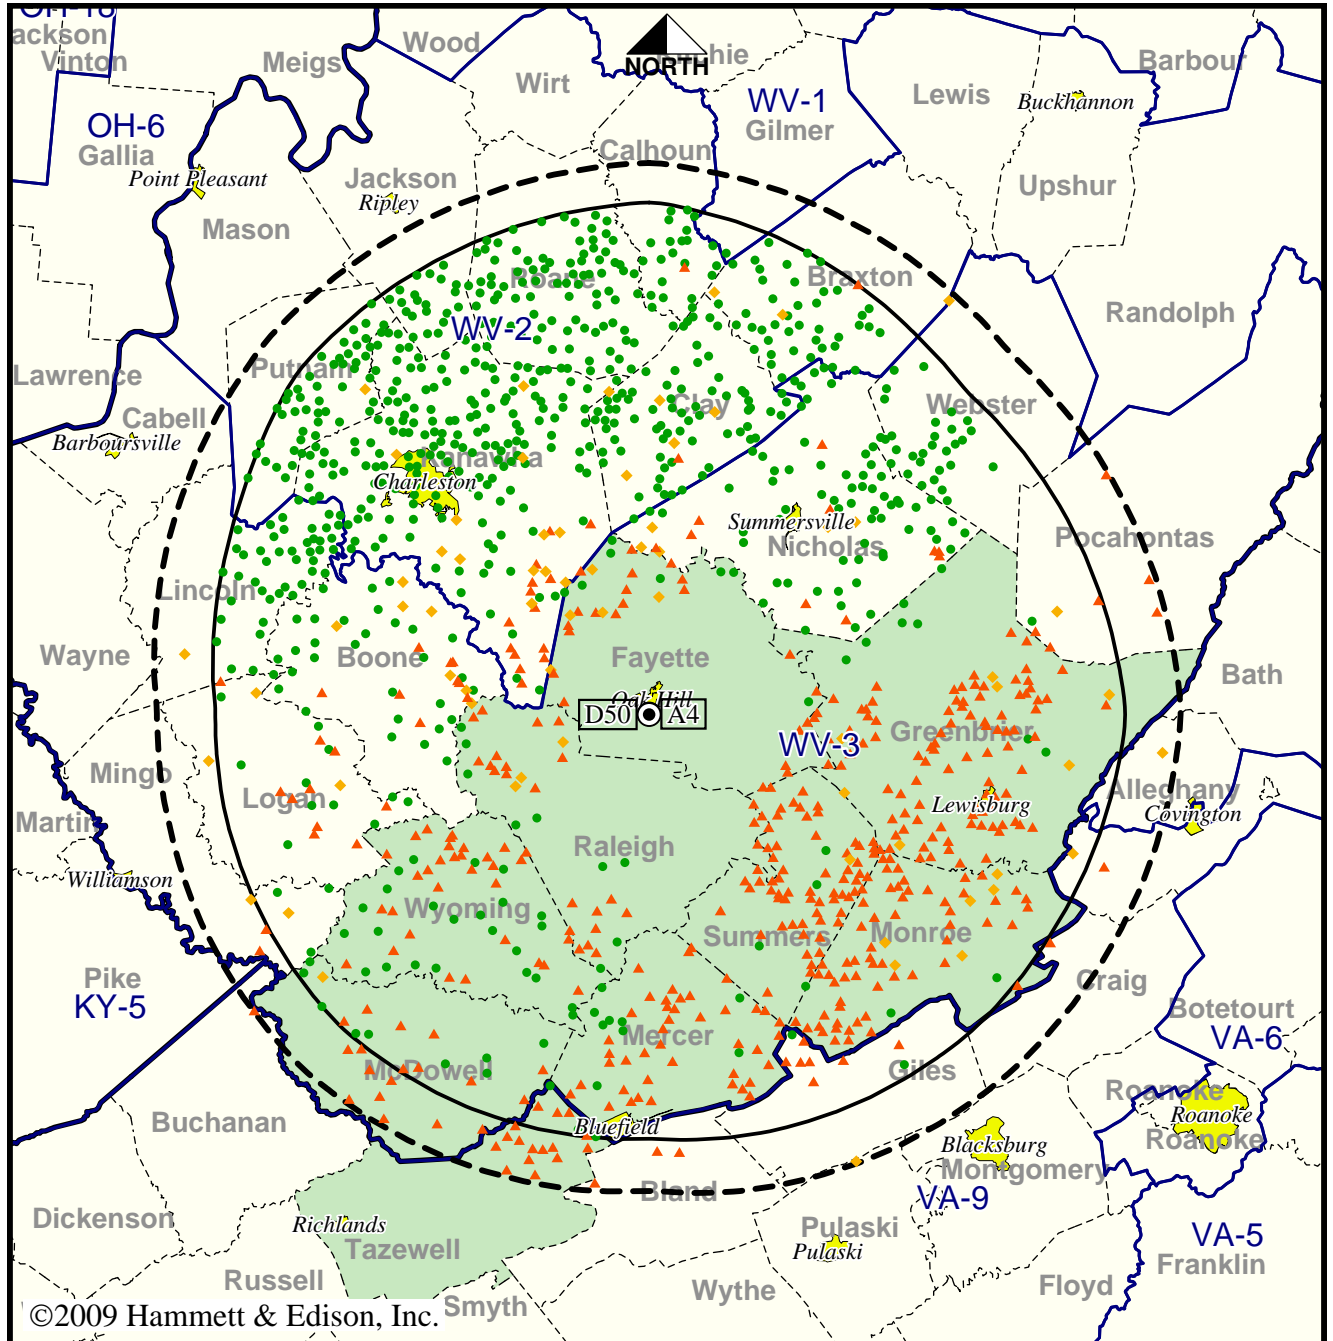 OH-18
Jackson
Vinton
Meigs
Wood
Ritchie
NORTH
Barbour
Wirt
Lewis
Buckhannon
WV-1
Gilmer
OH-6
Gallia
Point Pleasant
Jackson
Ripley
Calhoun
Upshur
Mason
Roane
Braxton
Randolph
WV-2
Putnam
Lawrence
Cabell
Barboursville
Clay
Webster
Kanawha
Charleston
Summersville
Nicholas
Pocahontas
Lincoln
Wayne
Boone
Fayette
Bath
Oak Hill
D50
A4
WV-3
Greenbrier
Mingo
Logan
Alleghany
Covington
Martin
Lewisburg
Raleigh
Williamson
Wyoming
Summers
Monroe
Pike
KY-5
Craig
Botetourt
VA-6
Mercer
McDowell
Giles
Roanoke
Roanoke
Roanoke
Buchanan
Bluefield
Blacksburg
Montgomery
Bland
VA-9
Dickenson
Richlands
Tazewell
Pulaski
Pulaski
VA-5
Franklin
Russell
Smyth
Wythe
Floyd
©2009 Hammett & Edison, Inc.